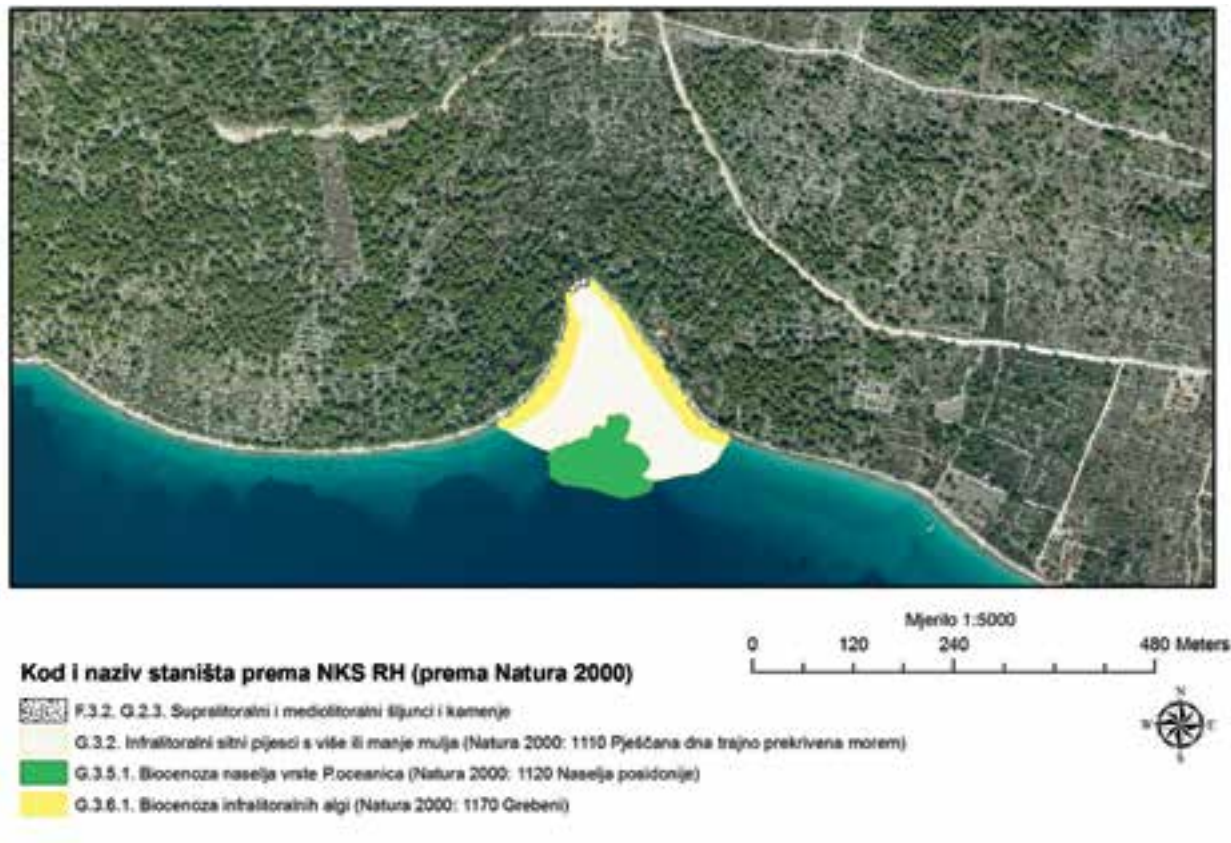 Mjerilo 1:5000
0 120 240 480 Meters
Kod i naziv staništa prema NKS RH (prema Natura 2000)
F.3.2. G.2.3. Supralitoralni i mediolitoralni šljunci i kamenje
G.3.2. Infralitoralni sitni pijesci s više ili manje mulja (Natura 2000: 1110 Pješčana dna trajno prekrivena morem)
G.3.5.1. Biocenoza naselja vrste P.oceanica (Natura 2000: 1120 Naselja posidonije)
G.3.6.1. Biocenoza infralitoralnih algi (Natura 2000: 1170 Grebeni)
N
W E
S